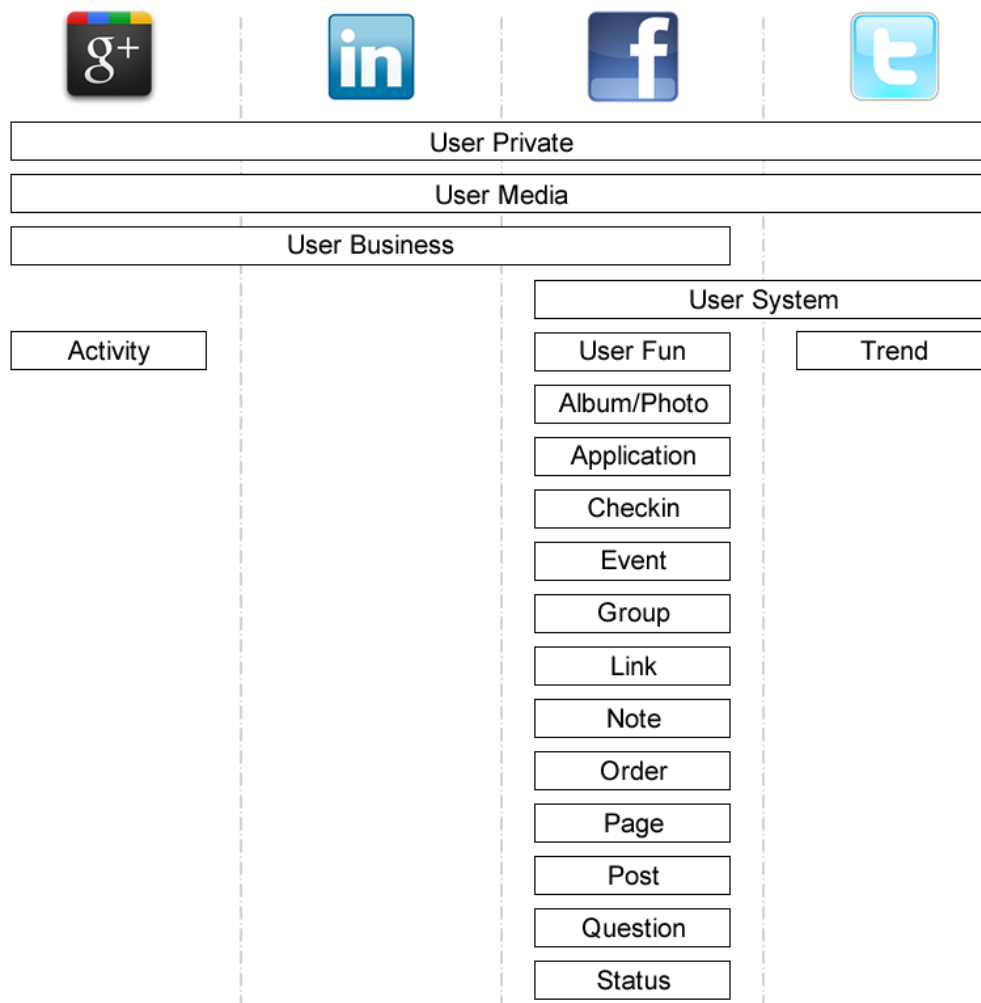 g+
in
f
t
User Private
User Media
User Business
User System
Activity
User Fun
Trend
Album/Photo
Application
Checkin
Event
Group
Link
Note
Order
Page
Post
Question
Status